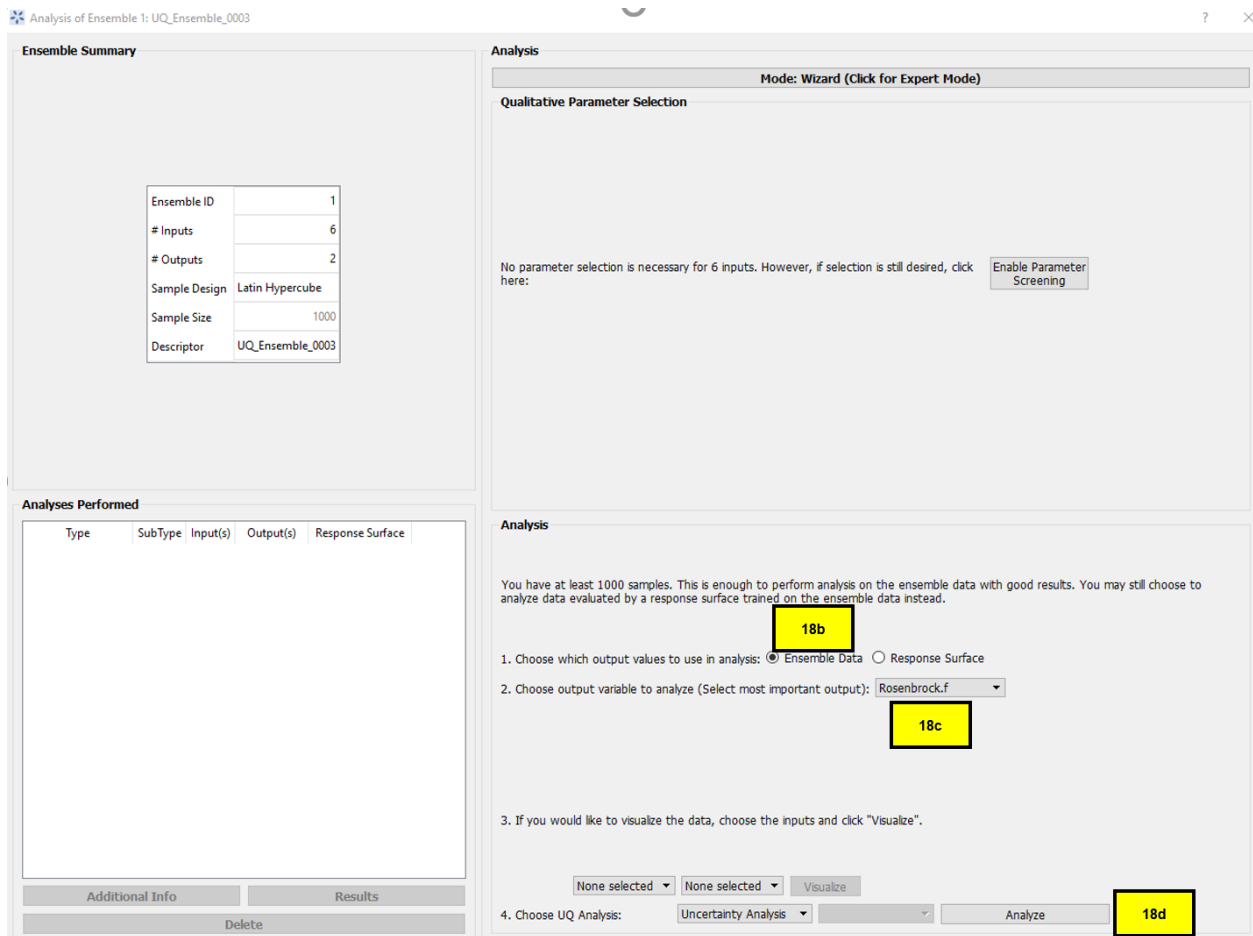 Analysis of Ensemble 1: UQ_Ensemble_0003
?
Ensemble Summary
Ensemble ID 1
# Inputs 6
# Outputs 2
Sample Design Latin Hypercube
Sample Size 1000
Descriptor UQ_Ensemble_0003
Analyses Performed
Type SubType Input(s) Output(s) Response Surface
Additional Info Results
Delete
Analysis
Mode: Wizard (Click for Expert Mode)
Qualitative Parameter Selection
No parameter selection is necessary for 6 inputs. However, if selection is still desired, click
here:
Enable Parameter
Screening
Analysis
You have at least 1000 samples. This is enough to perform analysis on the ensemble data with good results. You may still choose to
analyze data evaluated by a response surface trained on the ensemble data instead.
18b
1. Choose which output values to use in analysis: Ensemble Data Response Surface
2. Choose output variable to analyze (Select most important output): Rosenbrock.f
18c
3. If you would like to visualize the data, choose the inputs and click "Visualize".
None selected None selected Visualize
4. Choose UQ Analysis: Uncertainty Analysis Analyze 18d